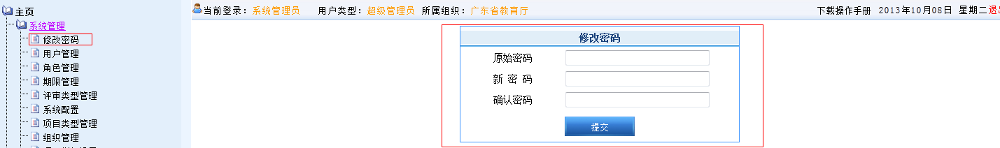 主页
系统管理
修改密码
用户管理
角色管理
期限管理
评审类型管理
系统配置
项目类型管理
组织管理
当前登录：系统管理员 用户类型：超级管理员 所属组织：广东省教育厅 下载操作手册 2013年10月08日 星期二退
修改密码
原始密码
新 密 码
确认密码
提交